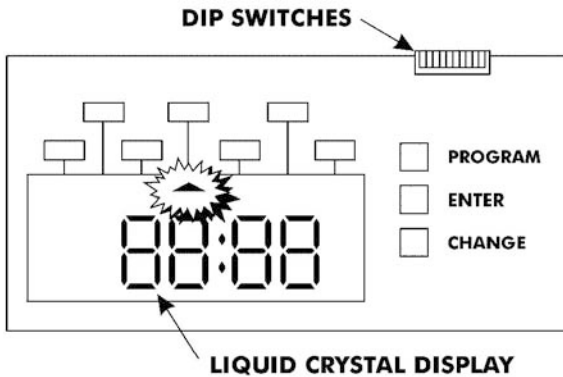 DIP SWITCHES
PROGRAM
ENTER
88:88
CHANGE
LIQUID CRYSTAL DISPLAY